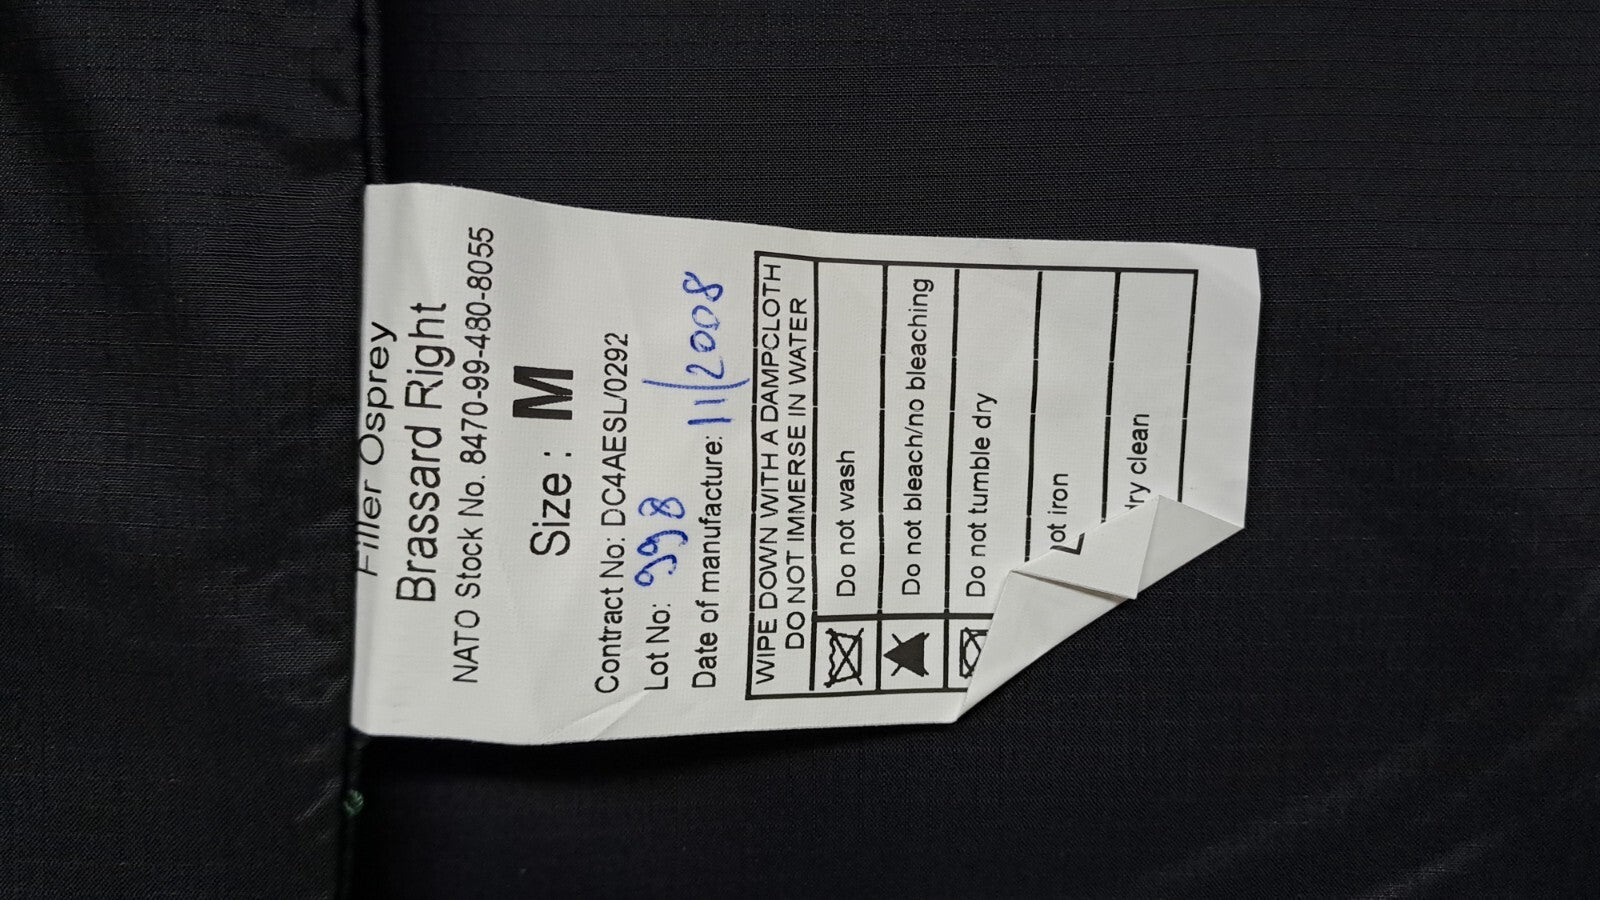 Filler Osprey
Brassard Right
NATO Stock No. 8470-99-480-8055
Size : M
Contract No: DC4AESL/0292
Lot No: 998
Date of manufacture: 11/2008
WIPE DOWN WITH A DAMPCLOTH
DO NOT IMMERSE IN WATER
Do not wash
Do not bleach/no bleaching
Do not tumble dry
ot iron
dry clean